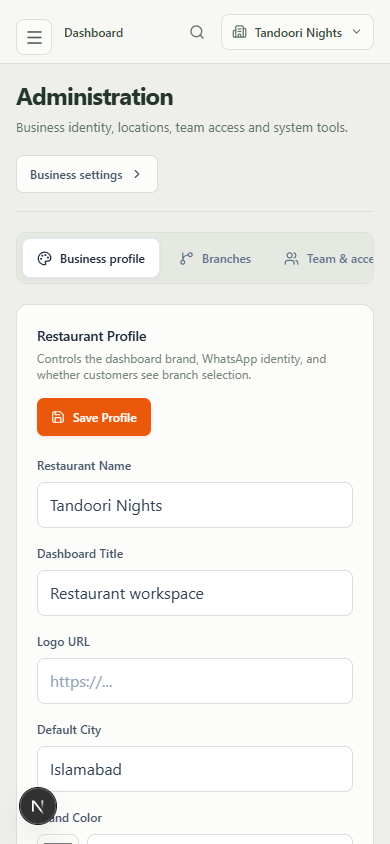 Dashboard
Tandoori Nights
Administration
Business identity, locations, team access and system tools.
Business settings
Business profile
Branches
Team & acce
Restaurant Profile
Controls the dashboard brand, WhatsApp identity, and
whether customers see branch selection.
Save Profile
Restaurant Name
Tandoori Nights
Dashboard Title
Restaurant workspace
Logo URL
https://...
Default City
Islamabad
N
and Color